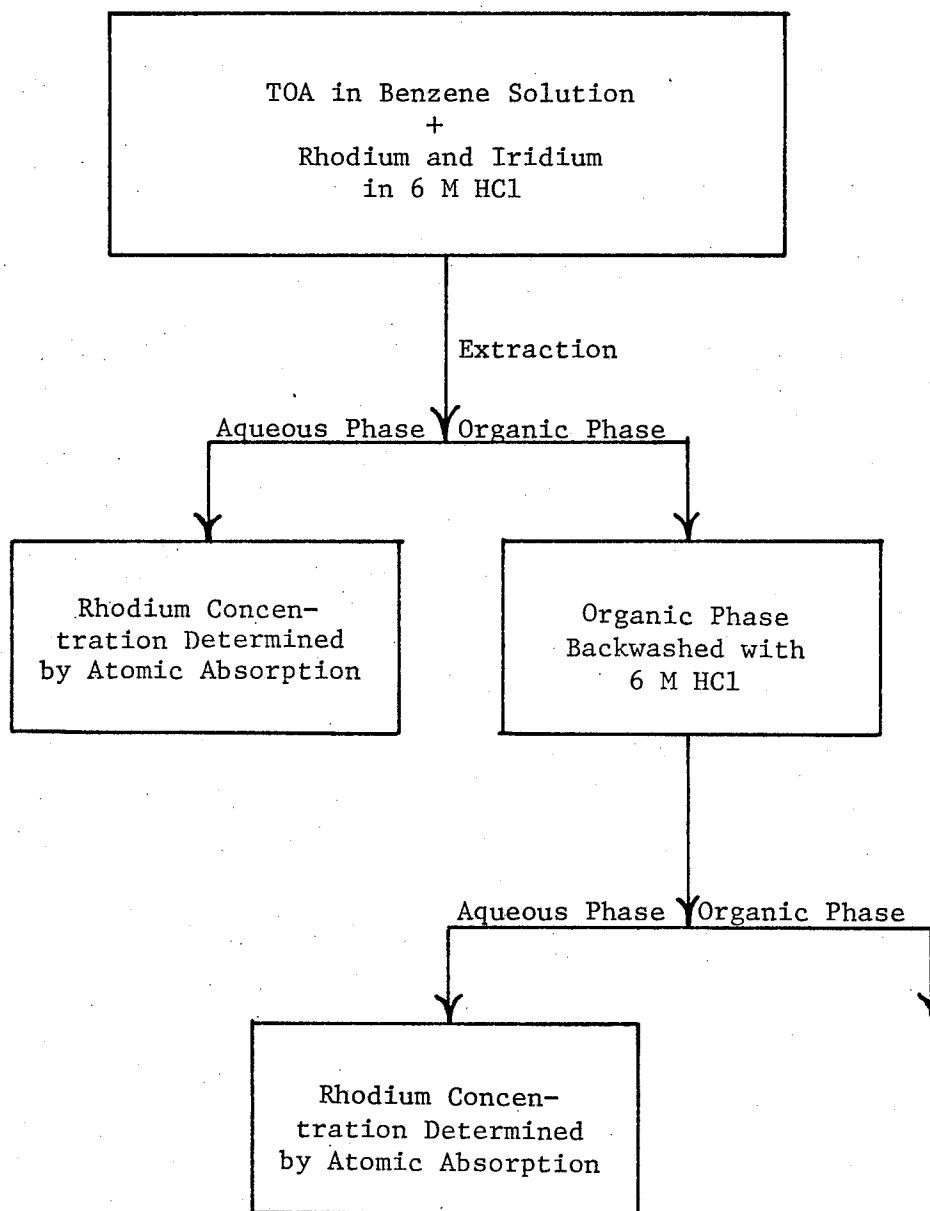 TOA in Benzene Solution
+
Rhodium and Iridium
in 6 M HCl
Extraction
Aqueous Phase
Organic Phase
Rhodium Concen-
tration Determined
by Atomic Absorption
Organic Phase
Backwashed with
6 M HCl
Aqueous Phase
Organic Phase
Rhodium Concen-
tration Determined
by Atomic Absorption